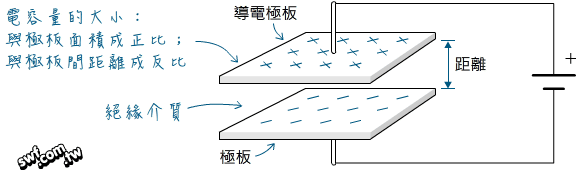 電容量的大小：
與極板面積成正比；
與極板間距離成反比
導電極板
距離
+
絕緣介質
極板
swf.com.tw